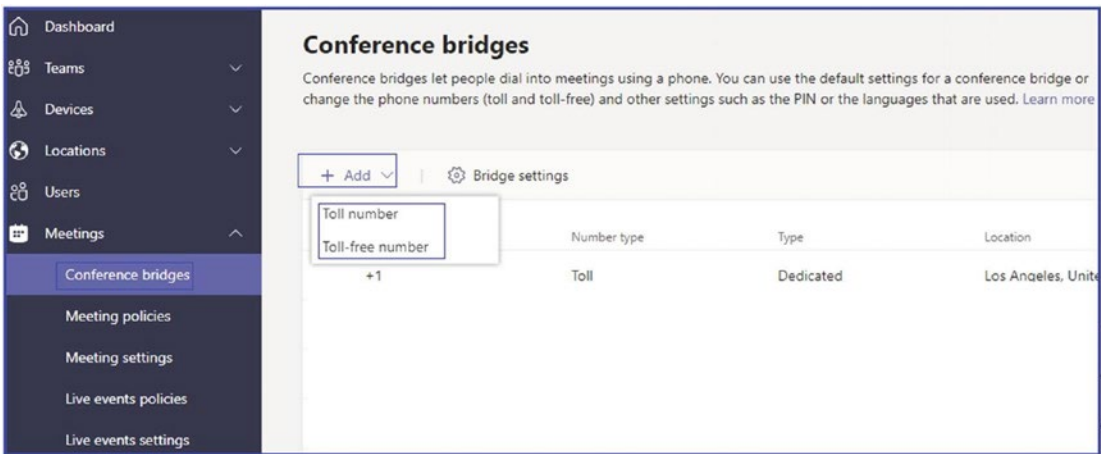 Dashboard
Teams
Devices
Locations
Users
Meetings
Conference bridges
Meeting policies
Meeting settings
Live events policies
Live events settings
Conference bridges
Conference bridges let people dial into meetings using a phone. You can use the default settings for a conference bridge or
change the phone numbers (toll and toll-free) and other settings such as the PIN or the languages that are used. Learn more
+ Add
Bridge settings
Toll number
Toll-free number
Number type Type Location
+1 Toll Dedicated Los Angeles, Unite